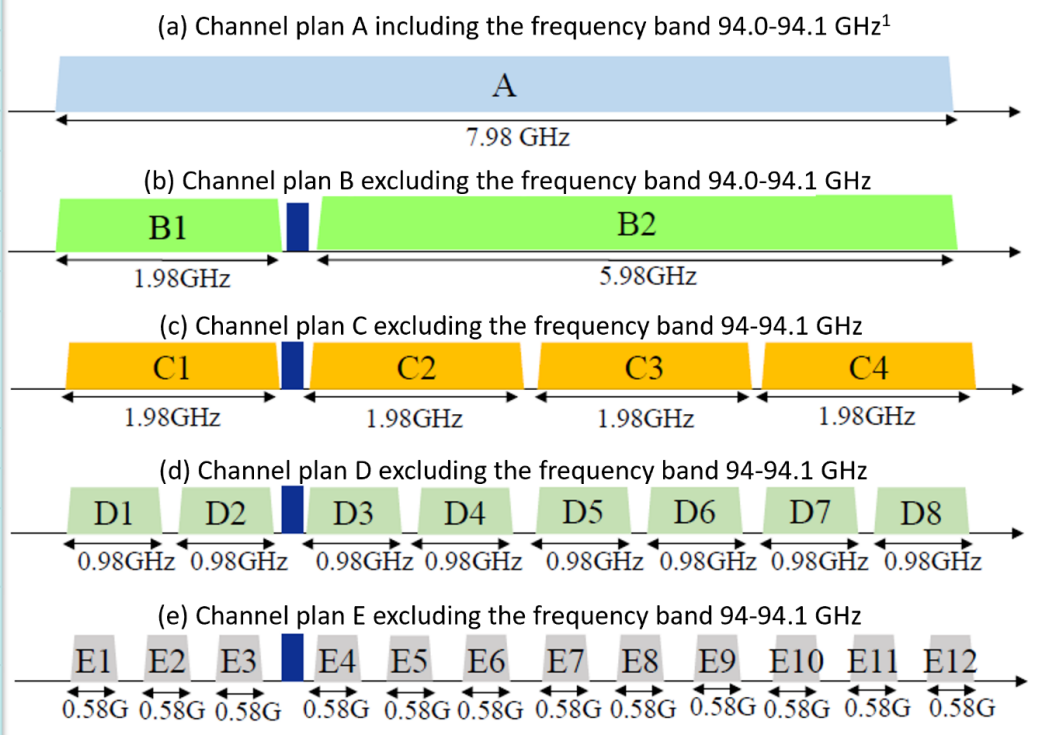 (a) Channel plan A including the frequency band 94.0-94.1 GHz¹
A
7.98 GHz
(b) Channel plan B excluding the frequency band 94.0-94.1 GHz
B1 B2
1.98GHz 5.98GHz
(c) Channel plan C excluding the frequency band 94-94.1 GHz
C1 C2 C3 C4
1.98GHz 1.98GHz 1.98GHz 1.98GHz
(d) Channel plan D excluding the frequency band 94-94.1 GHz
D1 D2 D3 D4 D5 D6 D7 D8
0.98GHz 0.98GHz 0.98GHz 0.98GHz 0.98GHz 0.98GHz 0.98GHz 0.98GHz
(e) Channel plan E excluding the frequency band 94-94.1 GHz
E1 E2 E3 E4 E5 E6 E7 E8 E9 E10 E11 E12
0.58G 0.58G 0.58G 0.58G 0.58G 0.58G 0.58G 0.58G 0.58G 0.58G 0.58G 0.58G